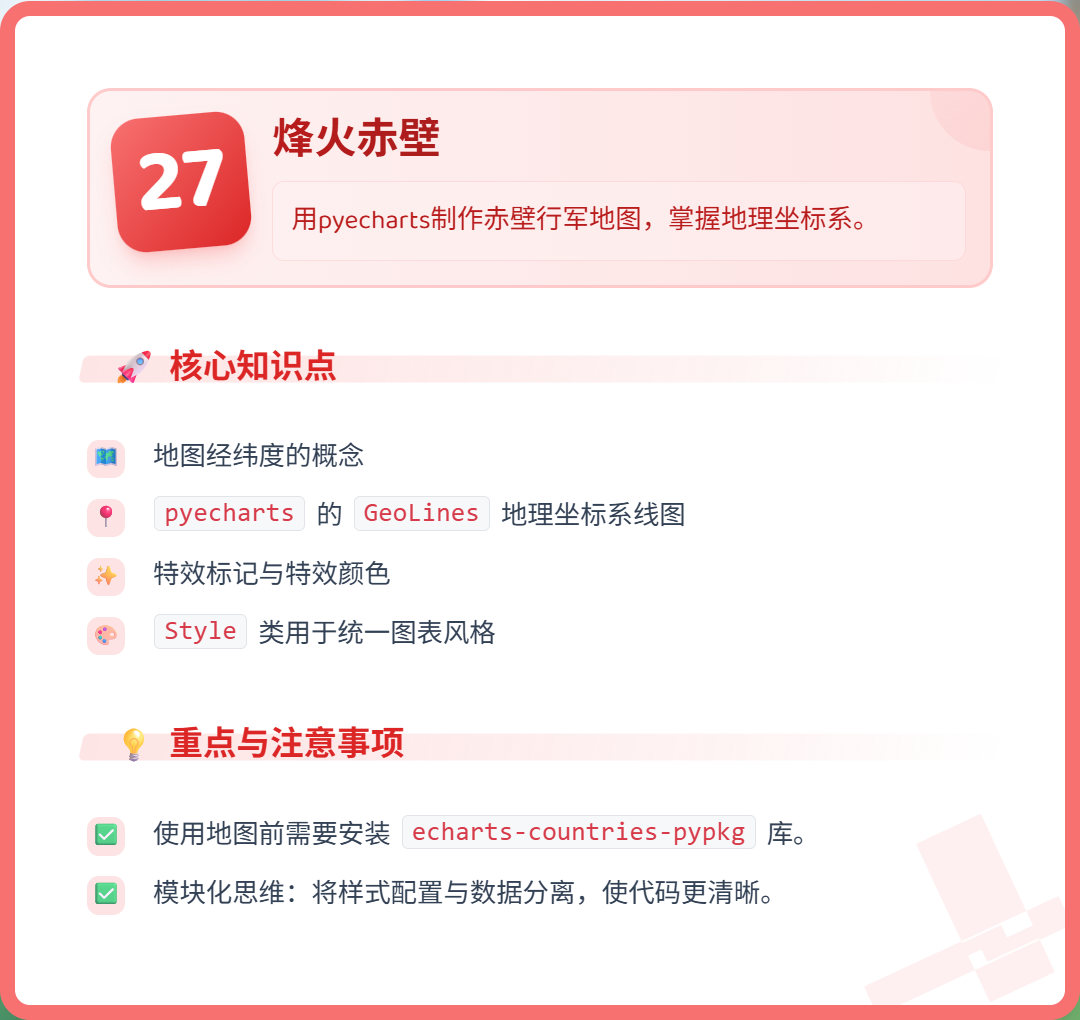 27
烽火赤壁
用pyecharts制作赤壁行军地图，掌握地理坐标系。
🚀 核心知识点
地图经纬度的概念
pyecharts 的 GeoLines 地理坐标系线图
特效标记与特效颜色
Style 类用于统一图表风格
💡 重点与注意事项
使用地图前需要安装 echarts-countries-pypkg 库。
模块化思维：将样式配置与数据分离，使代码更清晰。